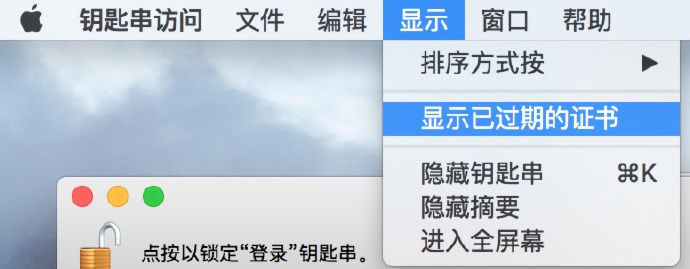 钥匙串访问 文件 编辑 显示 窗口 帮助
排序方式按
显示已过期的证书
隐藏钥匙串 ⌘K
隐藏摘要
进入全屏幕
点按以锁定“登录”钥匙串。